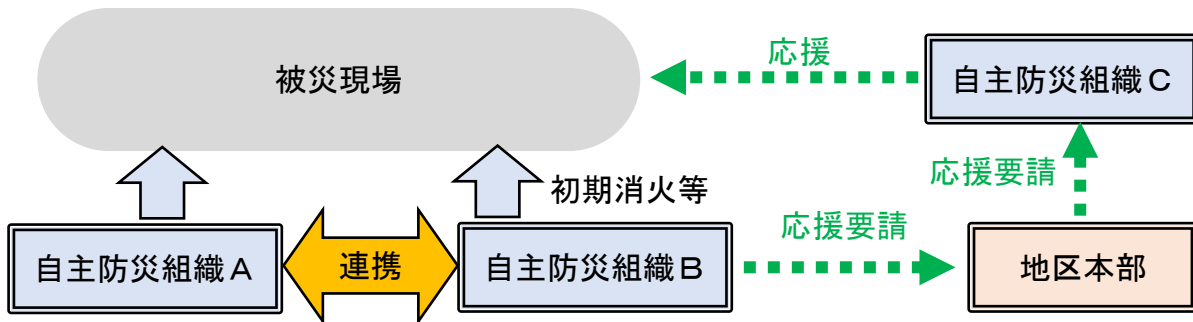 被災現場
応援
自主防災組織Ｃ
初期消火等
応援要請
応援要請
自主防災組織Ａ
連携
自主防災組織Ｂ
地区本部